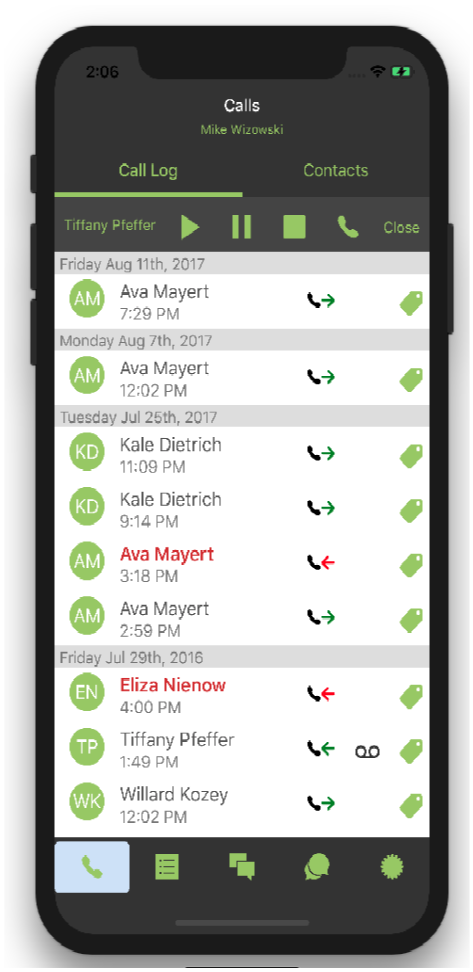 2:06
Calls
Mike Wizowski
Call Log Contacts
Tiffany Pfeffer Close
Friday Aug 11th, 2017
AM Ava Mayert
7:29 PM
Monday Aug 7th, 2017
AM Ava Mayert
12:02 PM
Tuesday Jul 25th, 2017
KD Kale Dietrich
11:09 PM
KD Kale Dietrich
9:14 PM
AM Ava Mayert
3:18 PM
AM Ava Mayert
2:59 PM
Friday Jul 29th, 2016
EN Eliza Nienow
4:00 PM
TP Tiffany Pfeffer
1:49 PM
WK Willard Kozey
12:02 PM